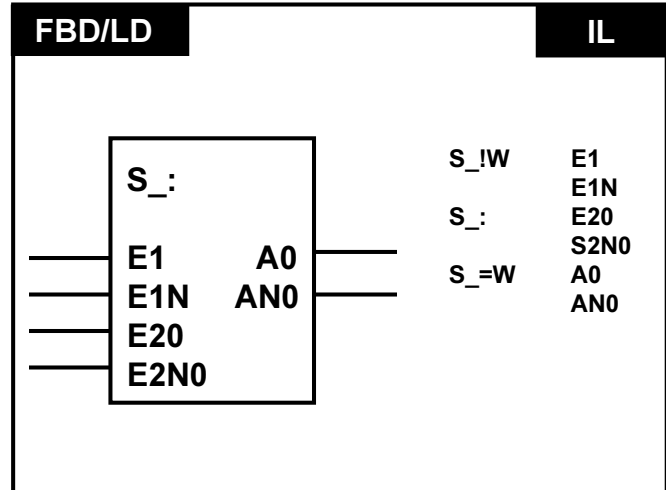 FBD/LD
IL
S_:
E1 A0
E1N AN0
E20
E2N0
S_!W E1
E1N
S_: E20
S2N0
S_=W A0
AN0